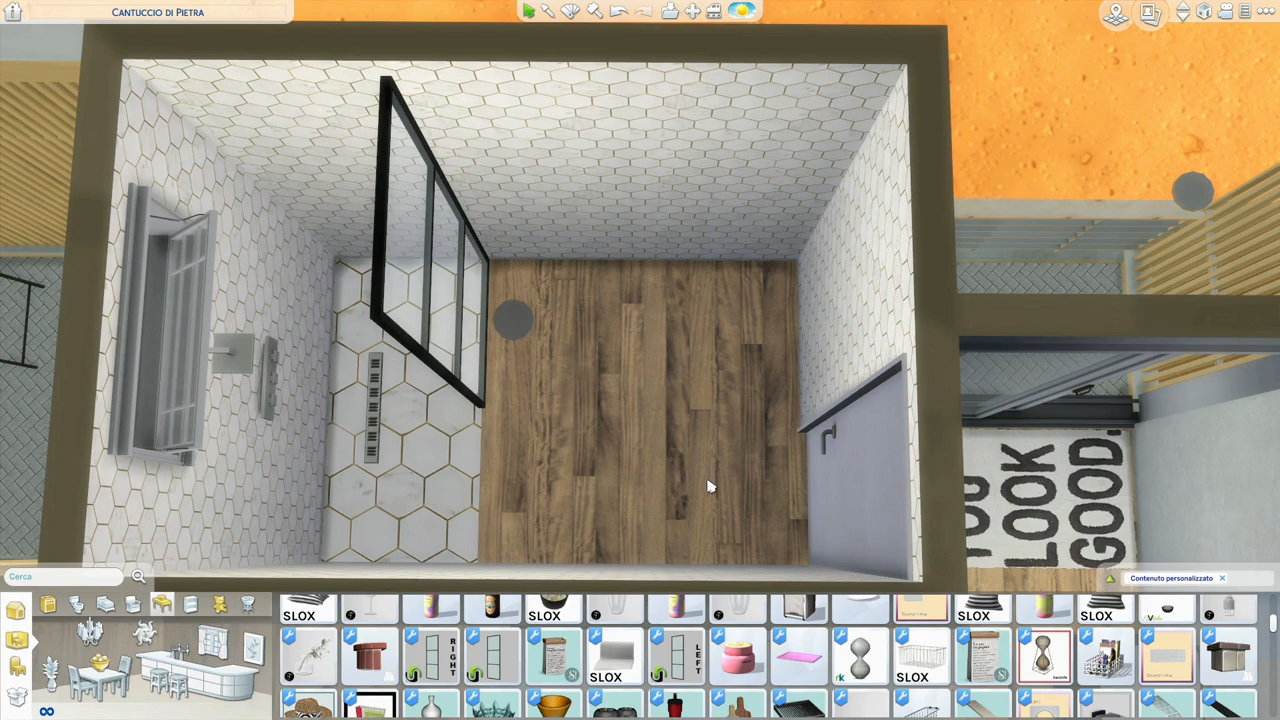 Cantuccio di Pietra
YOU
LOOK
GOOD.
Cerca
Contenuto personalizzato
SLOX
SLOX
SLOX
SLOX
RIGHT
SLOX
LEFT
SLOX